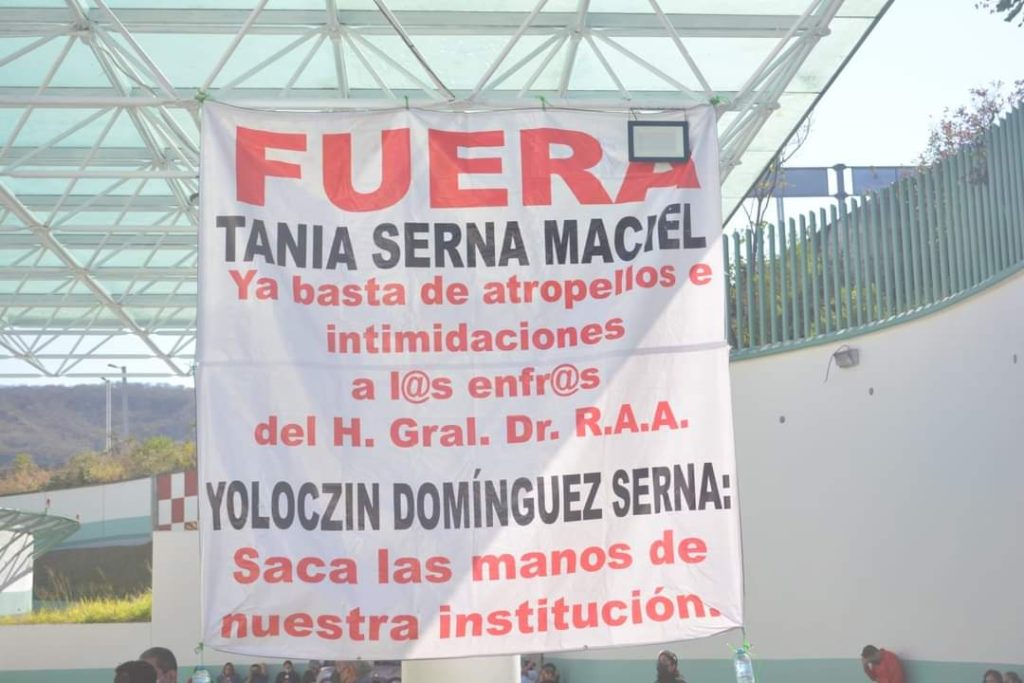 FUERA
TANIA SERNA MACIEL
Ya basta de atropellos e
intimidaciones
a l@s enfr@s
del H. Gral. Dr. R.A.A.
YOLOCZIN DOMÍNGUEZ SERNA:
Saca las manos de
nuestra institución.